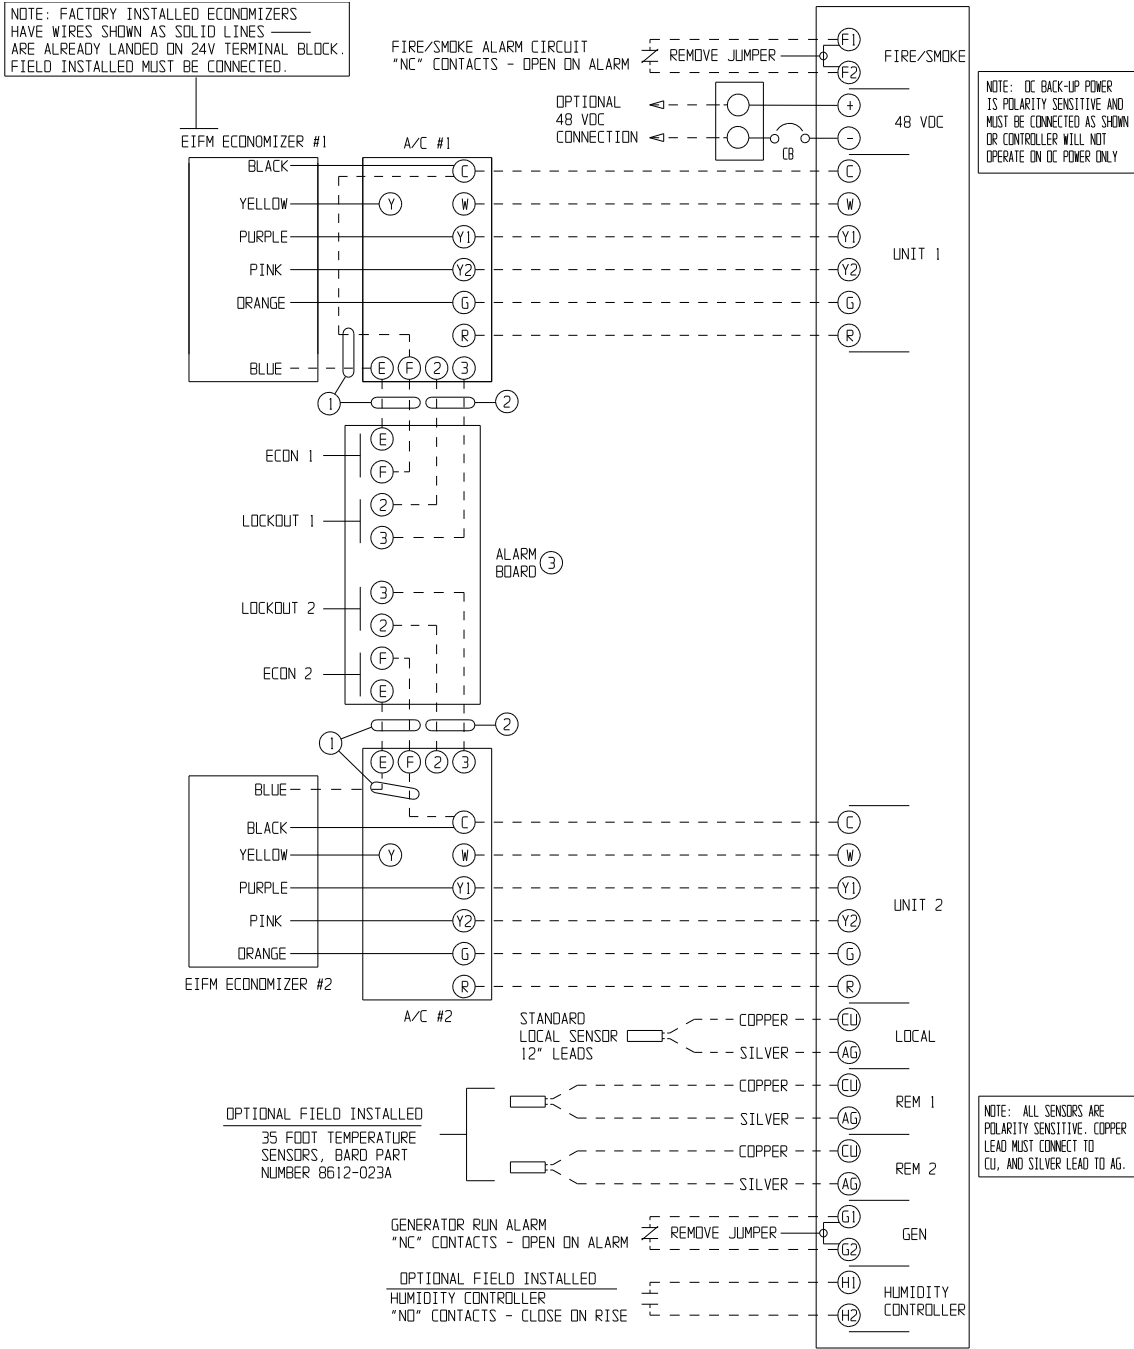 NOTE: FACTORY INSTALLED ECONOMIZERS
HAVE WIRES SHOWN AS SOLID LINES
ARE ALREADY LANDED ON 24V TERMINAL BLOCK.
FIELD INSTALLED MUST BE CONNECTED.
FIRE/SMOKE ALARM CIRCUIT
"NC" CONTACTS - OPEN ON ALARM
REMOVE JUMPER
F1
F2
FIRE/SMOKE
OPTIONAL
48 VDC
CONNECTION
CB
+
-
48 VDC
NOTE: DC BACK-UP POWER
IS POLARITY SENSITIVE AND
MUST BE CONNECTED AS SHOWN
OR CONTROLLER WILL NOT
OPERATE ON DC POWER ONLY
EIFM ECONOMIZER #1
A/C #1
BLACK
C
C
YELLOW
Y
W
W
PURPLE
Y1
Y1
UNIT 1
PINK
Y2
Y2
ORANGE
G
G
R
R
BLUE
E
F
2
3
1
2
E
ECON 1
F
2
LOCKOUT 1
3
ALARM
BOARD
3
3
LOCKOUT 2
2
F
ECON 2
E
1
2
E
F
2
3
BLUE
BLACK
C
C
YELLOW
Y
W
W
PURPLE
Y1
Y1
PINK
Y2
Y2
UNIT 2
ORANGE
G
G
EIFM ECONOMIZER #2
R
R
A/C #2
STANDARD
LOCAL SENSOR
12" LEADS
COPPER
CU
SILVER
AG
LOCAL
COPPER
CU
SILVER
AG
REM 1
OPTIONAL FIELD INSTALLED
35 FOOT TEMPERATURE
SENSORS, BARD PART
NUMBER 8612-023A
COPPER
CU
SILVER
AG
REM 2
NOTE: ALL SENSORS ARE
POLARITY SENSITIVE. COPPER
LEAD MUST CONNECT TO
CU, AND SILVER LEAD TO AG.
GENERATOR RUN ALARM
"NC" CONTACTS - OPEN ON ALARM
REMOVE JUMPER
G1
G2
GEN
OPTIONAL FIELD INSTALLED
HUMIDITY CONTROLLER
"NO" CONTACTS - CLOSE ON RISE
H1
H2
HUMIDITY
CONTROLLER